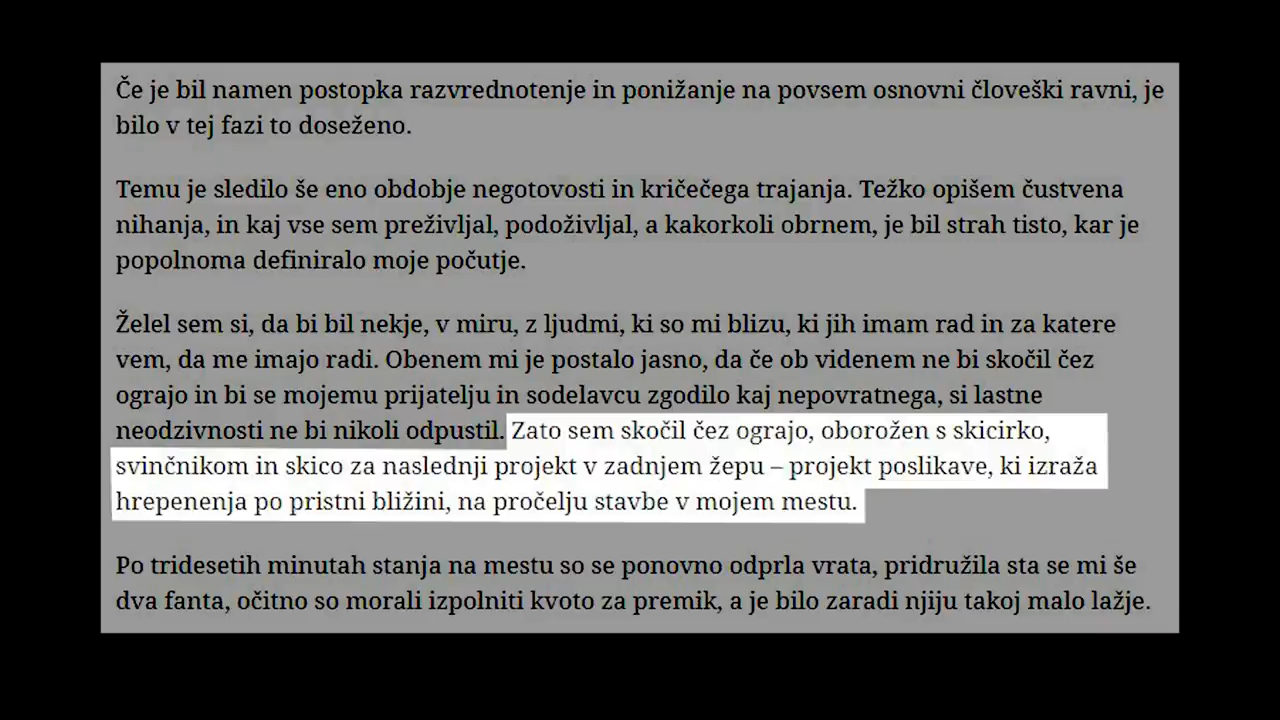 Če je bil namen postopka razvrednotenje in ponižanje na povsem osnovni človeški ravni, je
bilo v tej fazi to doseženo.
Temu je sledilo še eno obdobje negotovosti in kričečega trajanja. Težko opišem čustvena
nihanja, in kaj vse sem preživljal, podoživljal, a kakorkoli obrnem, je bil strah tisto, kar je
popolnoma definiralo moje počutje.
Želel sem si, da bi bil nekje, v miru, z ljudmi, ki so mi blizu, ki jih imam rad in za katere
vem, da me imajo radi. Obenem mi je postalo jasno, da če ob videnem ne bi skočil čez
ograjo in bi se mojemu prijatelju in sodelavcu zgodilo kaj nepovratnega, si lastne
neodzivnosti ne bi nikoli odpustil. Zato sem skočil čez ograjo, oborožen s skicirko,
svinčnikom in skico za naslednji projekt v zadnjem žepu – projekt poslikave, ki izraža
hrepenenja po pristni bližini, na pročelju stavbe v mojem mestu.
Po tridesetih minutah stanja na mestu so se ponovno odprla vrata, pridružila sta se mi še
dva fanta, očitno so morali izpolniti kvoto za premik, a je bilo zaradi njiju takoj malo lažje.